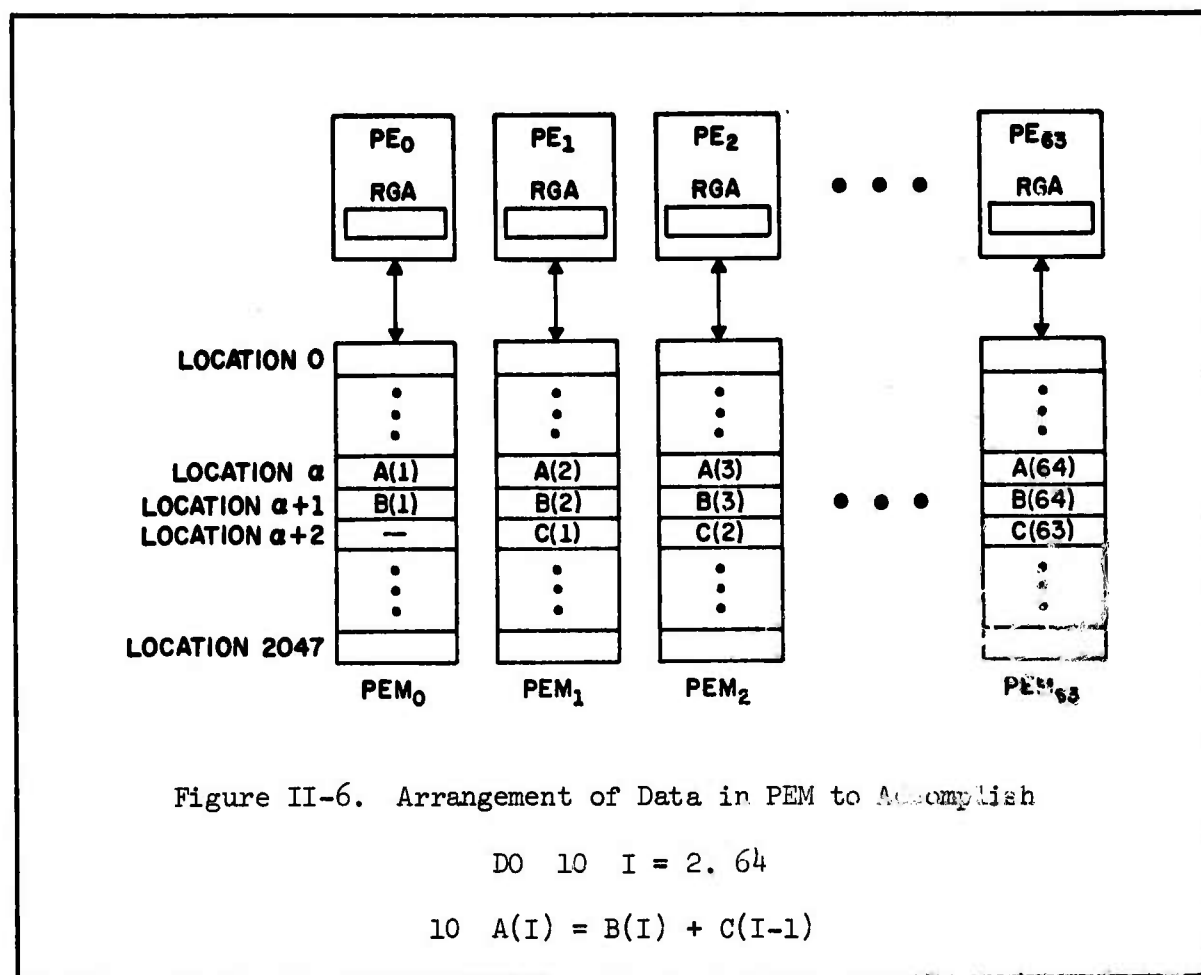 PE0 PE1 PE2 PE63
RGA RGA RGA RGA
LOCATION 0
LOCATION α A(1) A(2) A(3) A(64)
LOCATION α+1 B(1) B(2) B(3) B(64)
LOCATION α+2 — C(1) C(2) C(63)
LOCATION 2047
PEM0 PEM1 PEM2 PEM63
Figure II-6. Arrangement of Data in PEM to Accomplish
DO 10 I = 2. 64
10 A(I) = B(I) + C(I-1)